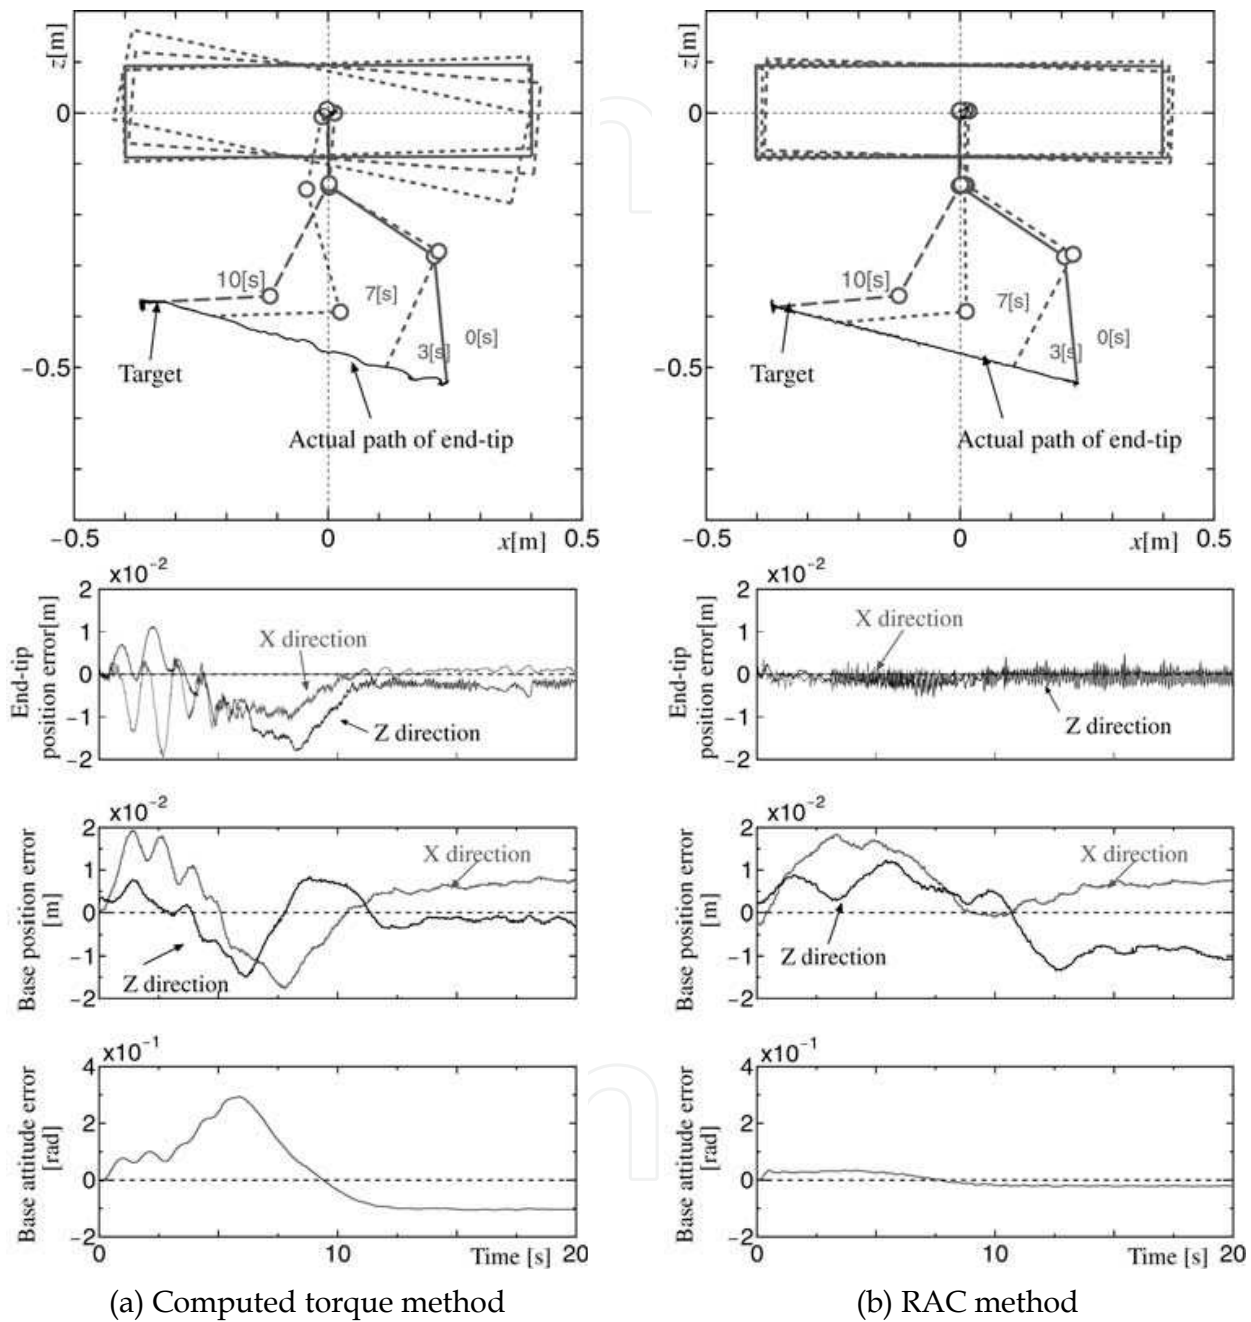 z[m]
0
−0.5
10[s]
7[s]
3[s]
0[s]
Target
Actual path of end-tip
−0.5
0
x[m]
0.5
z[m]
0
−0.5
10[s]
7[s]
3[s]
0[s]
Target
Actual path of end-tip
−0.5
0
x[m]
0.5
x10⁻²
End-tip
position error[m]
2
1
0
−1
−2
X direction
Z direction
x10⁻²
End-tip
position error[m]
2
1
0
−1
−2
X direction
Z direction
x10⁻²
Base position error
[m]
2
1
0
−1
−2
X direction
Z direction
x10⁻²
Base position error
[m]
2
1
0
−1
−2
X direction
Z direction
x10⁻¹
Base attitude error
[rad]
4
2
0
−2
0
10
Time [s]
20
x10⁻¹
Base attitude error
[rad]
4
2
0
−2
0
10
Time [s]
20
(a) Computed torque method
(b) RAC method